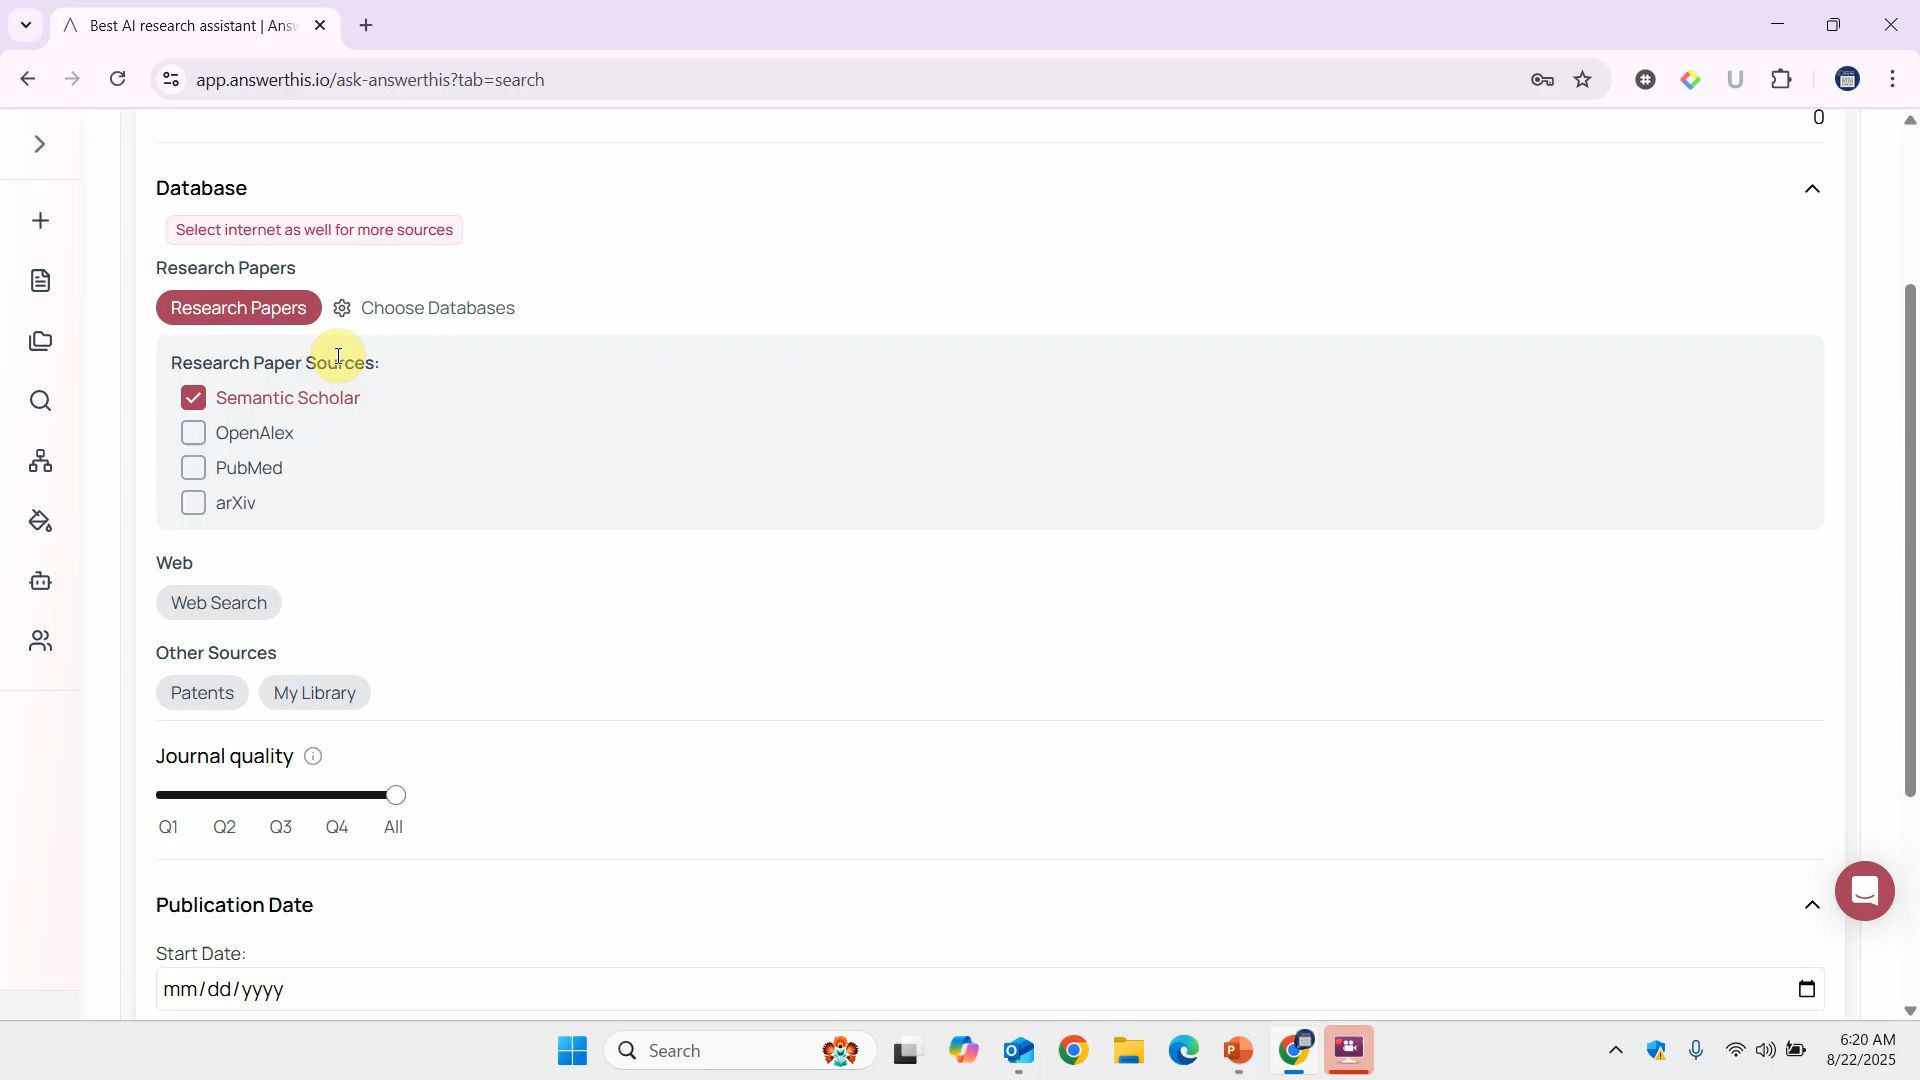 Best AI research assistant | Answ
app.answerthis.io/ask-answerthis?tab=search
0
Database
Select internet as well for more sources
Research Papers
Research Papers
Choose Databases
Research Paper Sources:
Semantic Scholar
OpenAlex
PubMed
arXiv
Web
Web Search
Other Sources
Patents
My Library
Journal quality
Q1 Q2 Q3 Q4 All
Publication Date
Start Date:
mm/dd/yyyy
Search
6:20 AM
8/22/2025